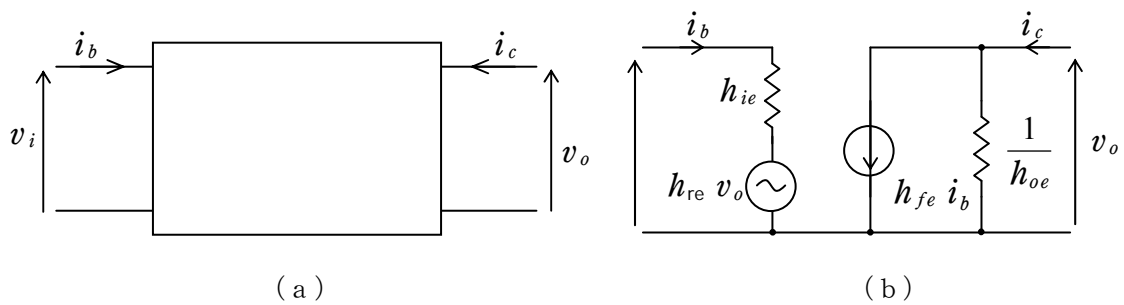 i_b
i_c
v_i
v_o
(a)
i_b
i_c
h_ie
1/h_oe
v_o
h_re v_o
h_fe i_b
(b)